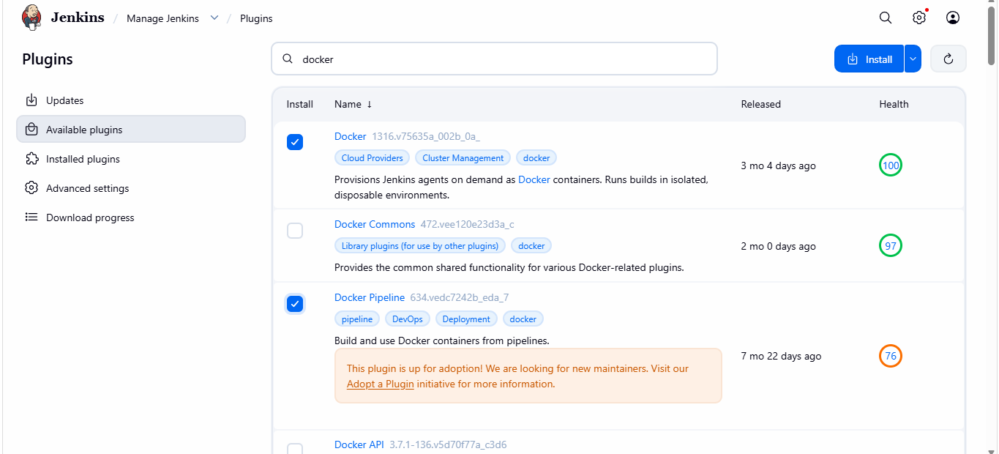 Jenkins / Manage Jenkins / Plugins
Plugins
docker
Install
Updates
Available plugins
Installed plugins
Advanced settings
Download progress
Install Name ↓ Released Health
Docker 1316.v75635a_002b_0a_
Cloud Providers Cluster Management docker
Provisions Jenkins agents on demand as Docker containers. Runs builds in isolated,
disposable environments.
3 mo 4 days ago
100
Docker Commons 472.vee120e23d3a_c
Library plugins (for use by other plugins) docker
Provides the common shared functionality for various Docker-related plugins.
2 mo 0 days ago
97
Docker Pipeline 634.vedc7242b_eda_7
pipeline DevOps Deployment docker
Build and use Docker containers from pipelines.
This plugin is up for adoption! We are looking for new maintainers. Visit our
Adopt a Plugin initiative for more information.
7 mo 22 days ago
76
Docker API 3.7.1-136.v5d70f77a_c3d6